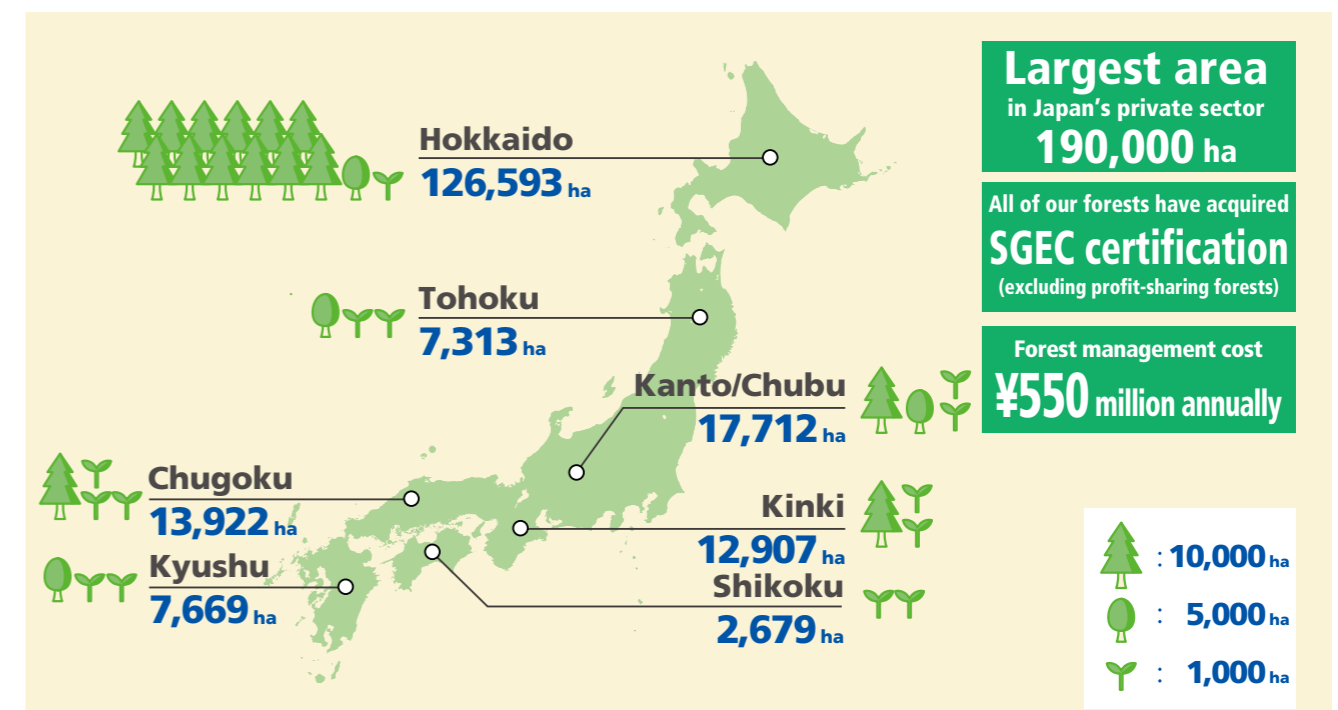 Largest area
in Japan's private sector
190,000 ha
All of our forests have acquired
SGEC certification
(excluding profit-sharing forests)
Forest management cost
¥550 million annually
Hokkaido
126,593 ha
Tohoku
7,313 ha
Kanto/Chubu
17,712 ha
Chugoku
13,922 ha
Kinki
12,907 ha
Kyushu
7,669 ha
Shikoku
2,679 ha
: 10,000 ha
: 5,000 ha
: 1,000 ha